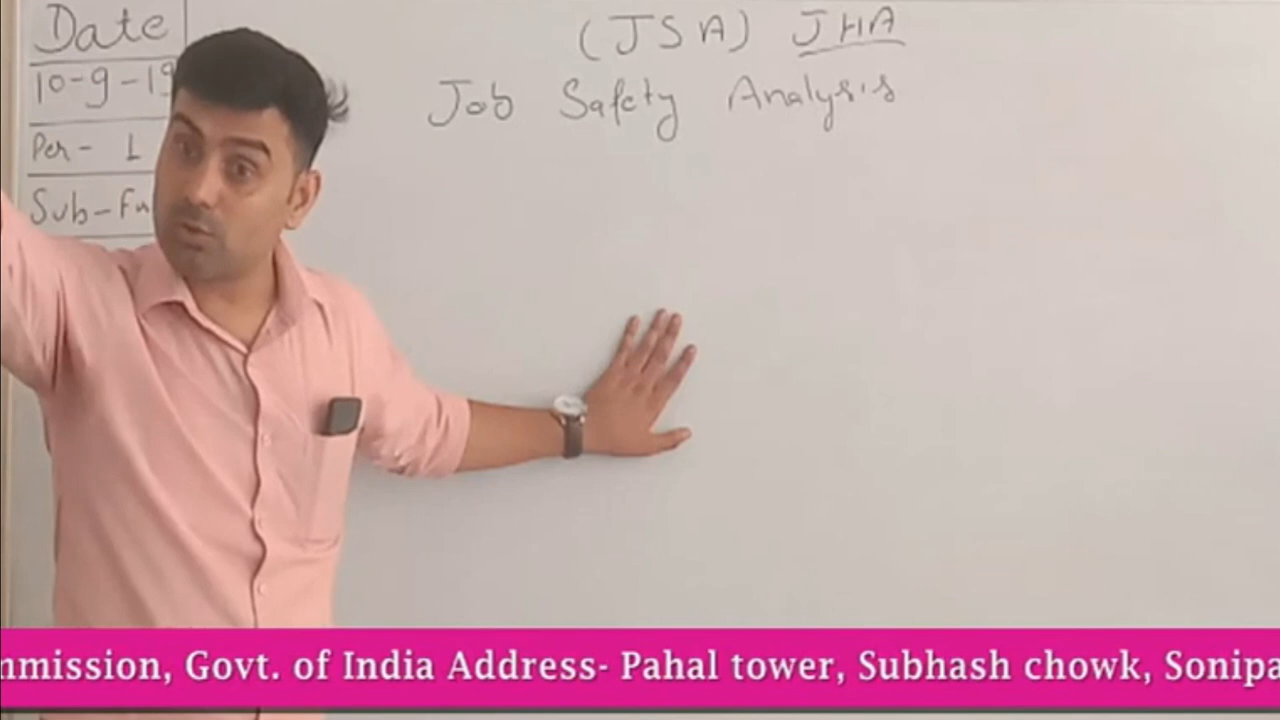 Date
10-9-19
Per- 1
Sub-
(JSA) JHA
Job Safety Analysis
mmission, Govt. of India Address- Pahal tower, Subhash chowk, Sonipa